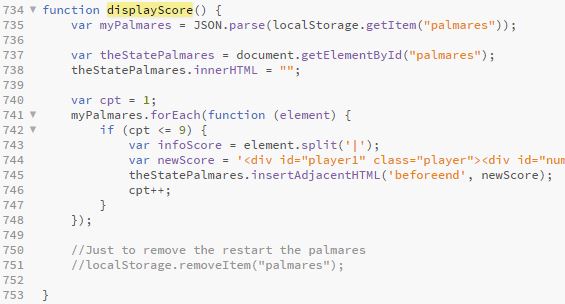 734 function displayScore() {
735 var myPalmares = JSON.parse(localStorage.getItem("palmares"));
736
737 var theStatePalmares = document.getElementById("palmares");
738 theStatePalmares.innerHTML = "";
739
740 var cpt = 1;
741 myPalmares.forEach(function (element) {
742 if (cpt <= 9) {
743 var infoScore = element.split('|');
744 var newScore = '<div id="player1" class="player"><div id="num
745 theStatePalmares.insertAdjacentHTML('beforeend', newScore);
746 cpt++;
747 }
748 });
749
750 //Just to remove the restart the palmares
751 //localStorage.removeItem("palmares");
752
753 }